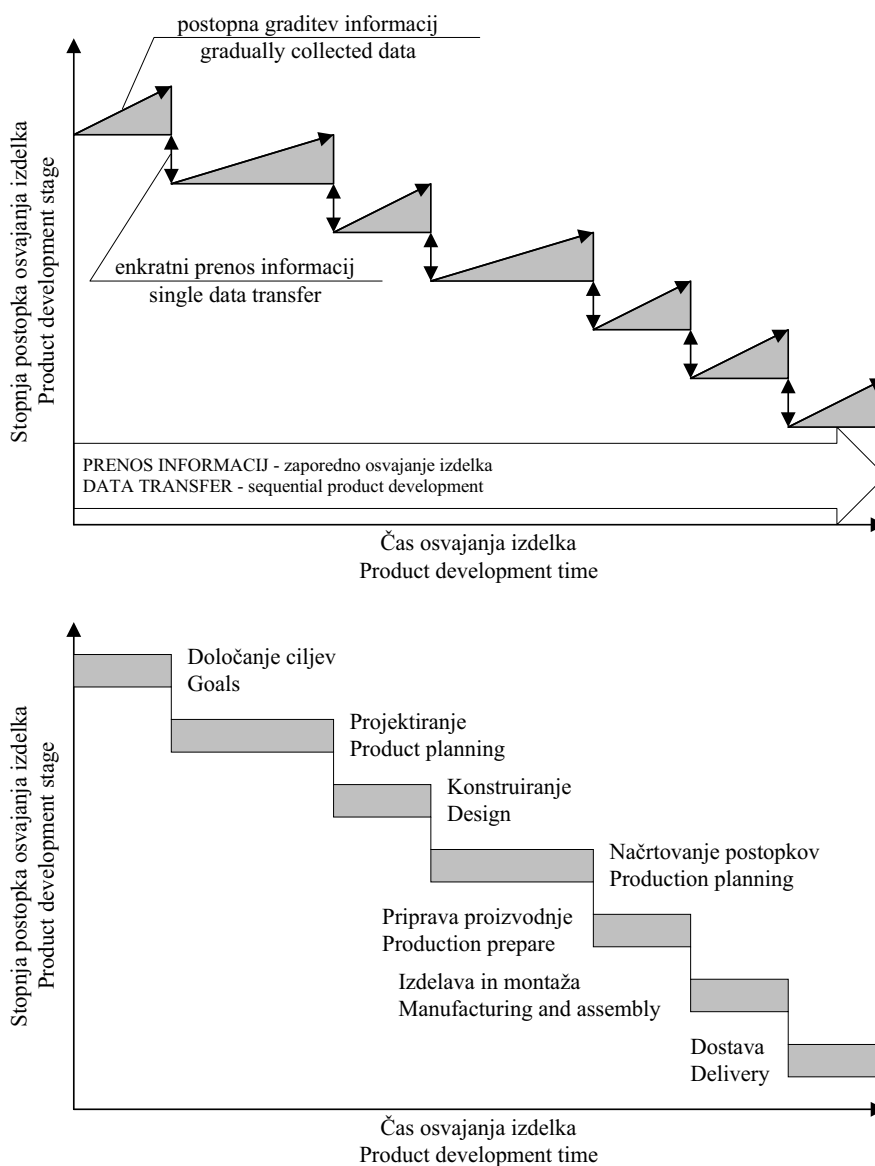 postopna graditev informacij
gradually collected data
enkratni prenos informacij
single data transfer
Stopnja postopka osvajanja izdelka
Product development stage
PRENOS INFORMACIJ - zaporedno osvajanje izdelka
DATA TRANSFER - sequential product development
Čas osvajanja izdelka
Product development time
Določanje ciljev
Goals
Projektiranje
Product planning
Konstruiranje
Design
Načrtovanje postopkov
Production planning
Priprava proizvodnje
Production prepare
Izdelava in montaža
Manufacturing and assembly
Dostava
Delivery
Stopnja postopka osvajanja izdelka
Product development stage
Čas osvajanja izdelka
Product development time